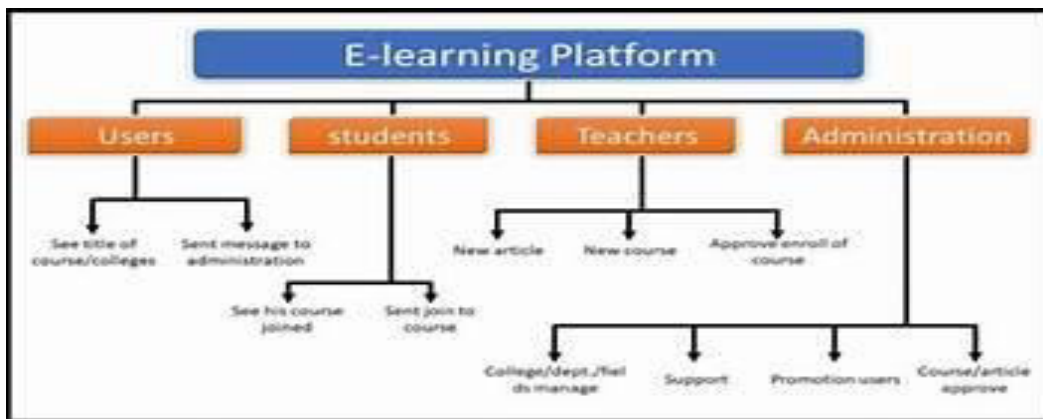 E-learning Platform
Users
students
Teachers
Administration
See title of
course/colleges
Sent message to
administration
New article
New course
Approve enroll of
course
See his course
joined
Sent join to
course
College/dept./fiel
ds manage
Support
Promotion users
Course/article
approve